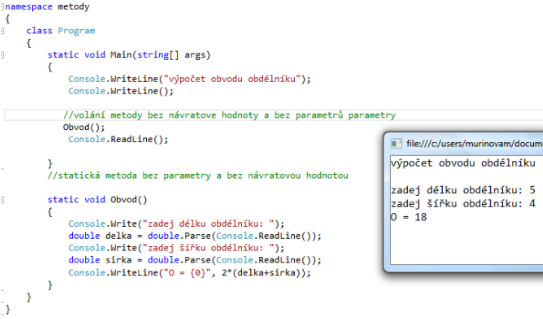 namespace metody
{
class Program
{
static void Main(string[] args)
{
Console.WriteLine("výpočet obvodu obdélníku");
Console.WriteLine();
//volání metody bez návratove hodnoty a bez parametrů parametry
Obvod();
Console.ReadLine();
}
//statická metoda bez parametry a bez návratovou hodnotou
static void Obvod()
{
Console.Write("zadej délku obdélníku: ");
double delka = double.Parse(Console.ReadLine());
Console.Write("zadej šířku obdélníku: ");
double sirka = double.Parse(Console.ReadLine());
Console.WriteLine("O = {0}", 2*(delka+sirka));
}
}
}
file:///c:/users/murinovam/docum
výpočet obvodu obdélníku
zadej délku obdélníku: 5
zadej šířku obdélníku: 4
O = 18